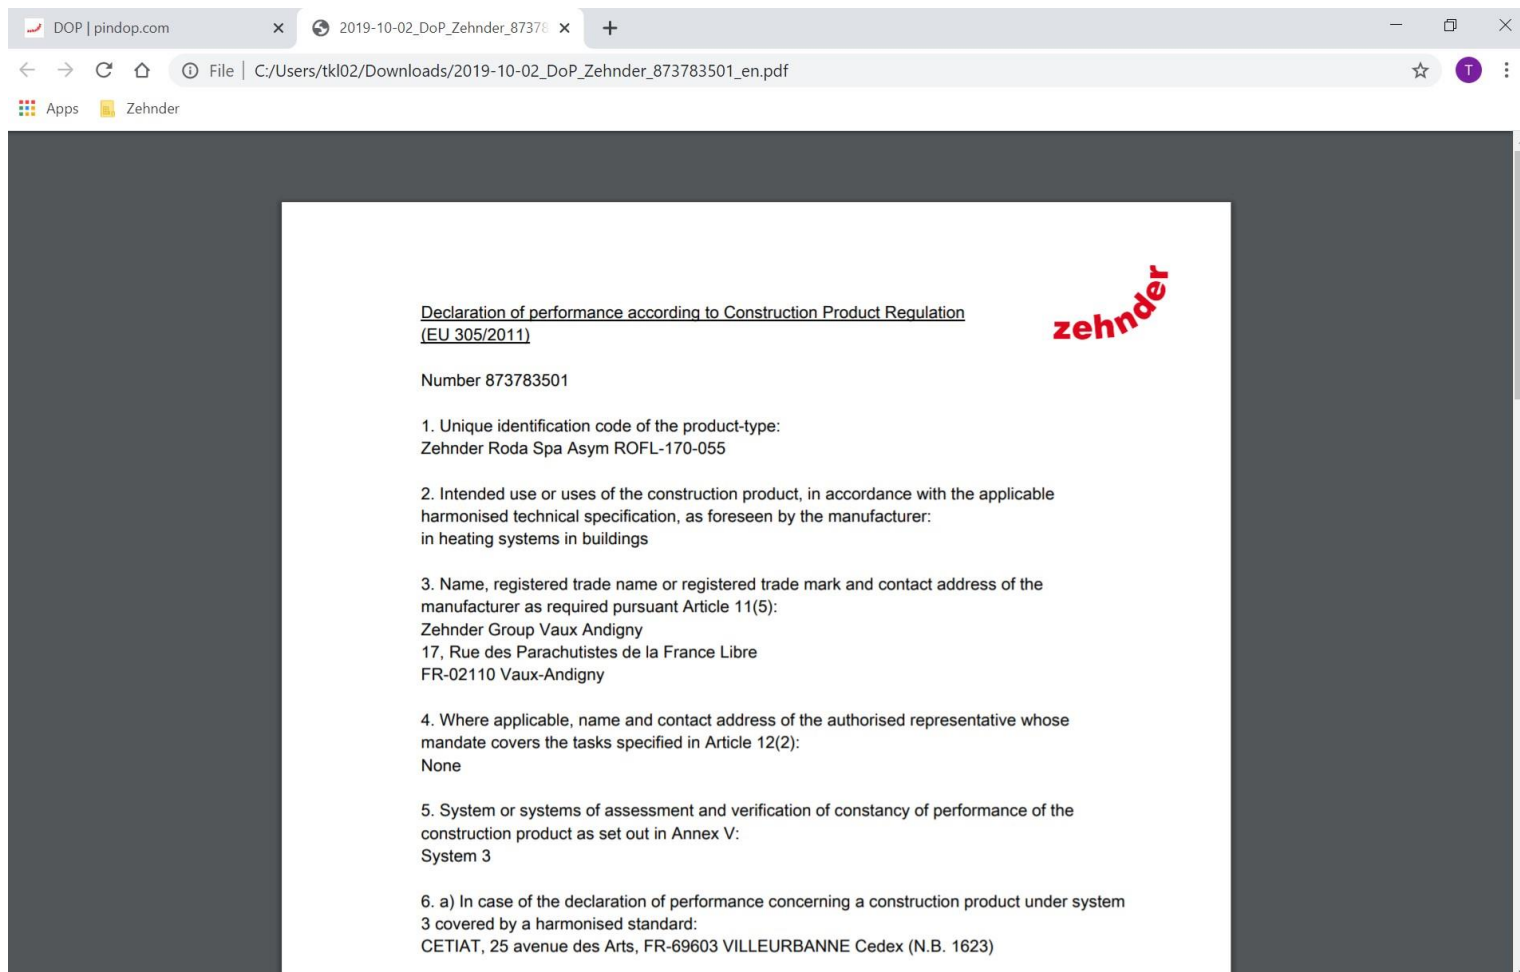 DOP | pindop.com
2019-10-02_DoP_Zehnder_87378
File
C:/Users/tkl02/Downloads/2019-10-02_DoP_Zehnder_873783501_en.pdf
T
Apps
Zehnder
zehnder
Declaration of performance according to Construction Product Regulation
(EU 305/2011)
Number 873783501
1. Unique identification code of the product-type:
Zehnder Roda Spa Asym ROFL-170-055
2. Intended use or uses of the construction product, in accordance with the applicable
harmonised technical specification, as foreseen by the manufacturer:
in heating systems in buildings
3. Name, registered trade name or registered trade mark and contact address of the
manufacturer as required pursuant Article 11(5):
Zehnder Group Vaux Andigny
17, Rue des Parachutistes de la France Libre
FR-02110 Vaux-Andigny
4. Where applicable, name and contact address of the authorised representative whose
mandate covers the tasks specified in Article 12(2):
None
5. System or systems of assessment and verification of constancy of performance of the
construction product as set out in Annex V:
System 3
6. a) In case of the declaration of performance concerning a construction product under system
3 covered by a harmonised standard:
CETIAT, 25 avenue des Arts, FR-69603 VILLEURBANNE Cedex (N.B. 1623)